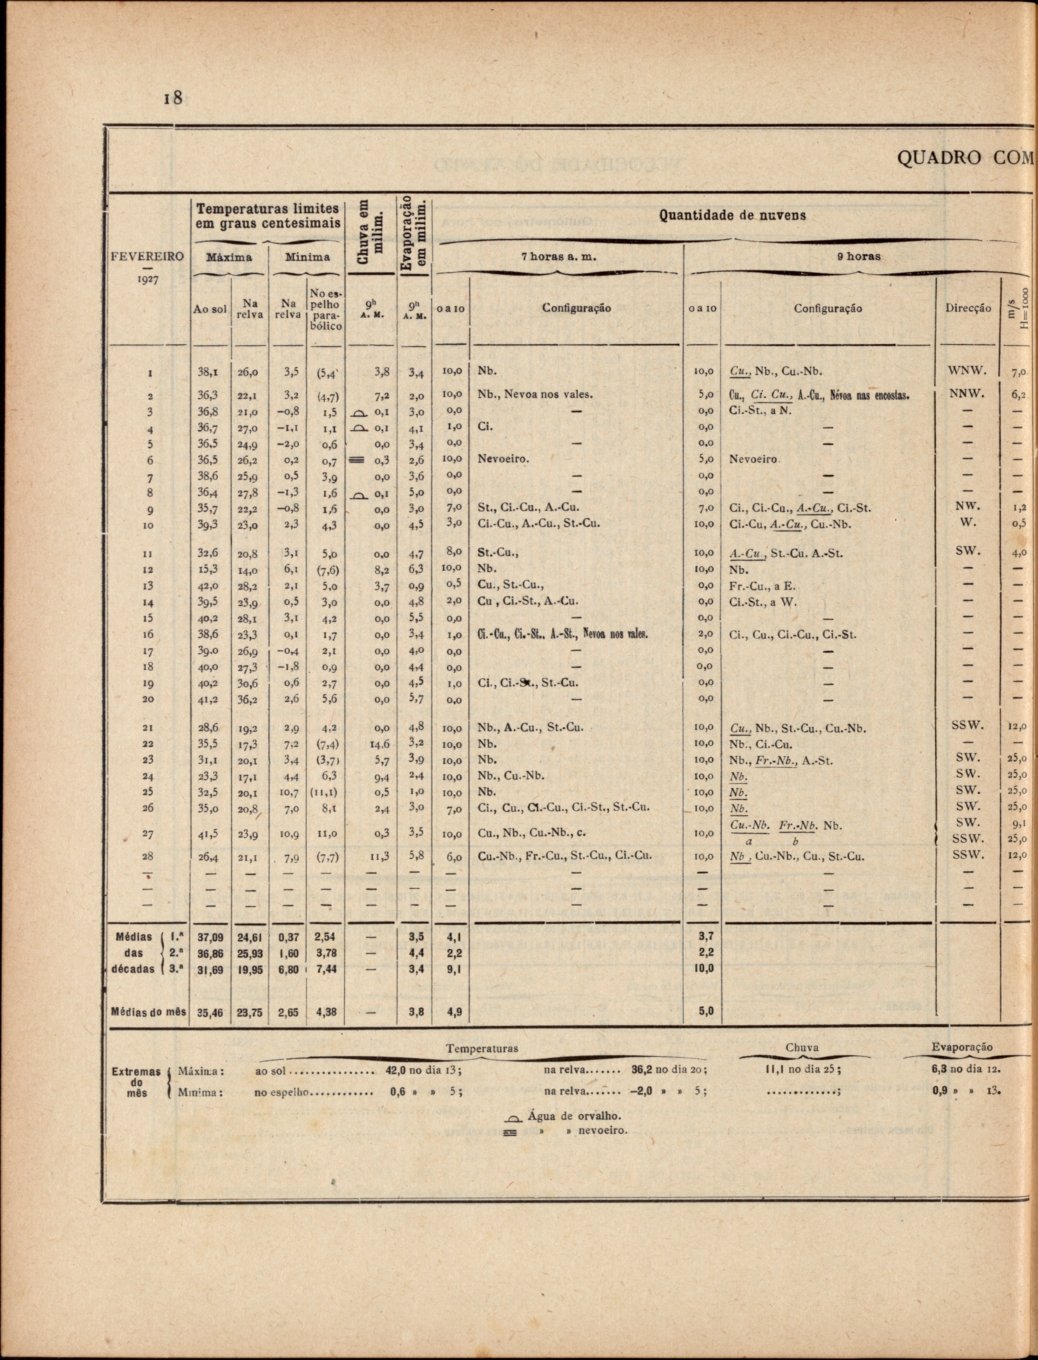 18
QUADRO COM
FEVEREIRO — 1927 | Temperaturas limites em graus centesimais | Chuva em milim. | Evaporação em milim. | Quantidade de nuvens
Máxima | Minima | 7 horas a. m. | 9 horas
Ao sol | Na relva | Na relva | No espelho parabólico | 9h A. M. | 9h A. M. | 0 a 10 | Configuração | 0 a 10 | Configuração | Direcção | m/s H=1000
1 | 38,1 | 26,0 | 3,5 | (5,4 | 3,8 | 3,4 | 10,0 | Nb. | 10,0 | Cu., Nb., Cu.-Nb. | WNW. | 7,0
2 | 36,3 | 22,1 | 3,2 | (4,7) | 7,2 | 2,0 | 10,0 | Nb., Nevoa nos vales. | 5,0 | Cu., Ci. Cu., A.-Cu., Névoa nas encostas. | NNW. | 6,2
3 | 36,8 | 21,0 | −0,8 | 1,5 | 0,1 | 3,0 | 0,0 | — | 0,0 | Ci.-St., a N. | — | —
4 | 36,7 | 27,0 | −1,1 | 1,1 | 0,1 | 4,1 | 1,0 | Ci. | 0,0 | — | — | —
5 | 36,5 | 24,9 | −2,0 | 0,6 | 0,0 | 3,4 | 0,0 | — | 0,0 | — | — | —
6 | 36,5 | 26,2 | 0,2 | 0,7 | 0,3 | 2,6 | 10,0 | Nevoeiro. | 5,0 | Nevoeiro | — | —
7 | 38,6 | 25,9 | 0,5 | 3,9 | 0,0 | 3,6 | 0,0 | — | 0,0 | — | — | —
8 | 36,4 | 27,8 | −1,3 | 1,6 | 0,1 | 5,0 | 0,0 | — | 0,0 | — | — | —
9 | 35,7 | 22,2 | −0,8 | 1,6 | 0,0 | 3,0 | 7,0 | St., Ci.-Cu., A.-Cu. | 7,0 | Ci., Ci.-Cu., A.-Cu., Ci.-St. | NW. | 1,2
10 | 39,3 | 23,0 | 2,3 | 4,3 | 0,0 | 4,5 | 3,0 | Ci.-Cu., A.-Cu., St.-Cu. | 10,0 | Ci.-Cu, A.-Cu., Cu.-Nb. | W. | 0,5
11 | 32,6 | 20,8 | 3,1 | 5,0 | 0,0 | 4,7 | 8,0 | St.-Cu., | 10,0 | A.-Cu., St.-Cu. A.-St. | SW. | 4,0
12 | 15,3 | 14,0 | 6,1 | (7,6) | 8,2 | 6,3 | 10,0 | Nb. | 10,0 | Nb. | — | —
13 | 42,0 | 28,2 | 2,1 | 5,0 | 3,7 | 0,9 | 0,5 | Cu., St.-Cu., | 0,0 | Fr.-Cu., a E. | — | —
14 | 39,5 | 23,9 | 0,5 | 3,0 | 0,0 | 4,8 | 2,0 | Cu , Ci.-St., A.-Cu. | 0,0 | Ci.-St., a W. | — | —
15 | 40,2 | 28,1 | 3,1 | 4,2 | 0,0 | 5,5 | 0,0 | — | 0,0 | — | — | —
16 | 38,6 | 23,3 | 0,1 | 1,7 | 0,0 | 3,4 | 1,0 | Ci.-Cu., Ci.-St., A.-St., Nevoa nos vales. | 2,0 | Ci., Cu., Ci.-Cu., Ci.-St. | — | —
17 | 39.0 | 26,9 | −0,4 | 2,1 | 0,0 | 4,0 | 0,0 | — | 0,0 | — | — | —
18 | 40,0 | 27,3 | −1,8 | 0,9 | 0,0 | 4,4 | 0,0 | — | 0,0 | — | — | —
19 | 40,2 | 30,6 | 0,6 | 2,7 | 0,0 | 4,5 | 1,0 | Ci., Ci.-St., St.-Cu. | 0,0 | — | — | —
20 | 41,2 | 36,2 | 2,6 | 5,6 | 0,0 | 5,7 | 0,0 | — | 0,0 | — | — | —
21 | 28,6 | 19,2 | 2,9 | 4,2 | 0,0 | 4,8 | 10,0 | Nb., A.-Cu., St.-Cu. | 10,0 | Cu., Nb., St.-Cu., Cu.-Nb. | SSW. | 12,0
22 | 35,5 | 17,3 | 7,2 | (7,4) | 14.6 | 3,2 | 10,0 | Nb. | 10,0 | Nb., Ci.-Cu. | — | —
23 | 31,1 | 20,1 | 3,4 | (3,7) | 5,7 | 3,9 | 10,0 | Nb. | 10,0 | Nb., Fr.-Nb., A.-St. | SW. | 25,0
24 | 23,3 | 17,1 | 4,4 | 6,3 | 9,4 | 2,4 | 10,0 | Nb., Cu.-Nb. | 10,0 | Nb. | SW. | 25,0
25 | 32,5 | 20,1 | 10,7 | (11,1) | 0,5 | 1,0 | 10,0 | Nb. | 10,0 | Nb. | SW. | 25,0
26 | 35,0 | 20,8 | 7,0 | 8,1 | 2,4 | 3,0 | 7,0 | Ci., Cu., Ci.-Cu., Ci.-St., St.-Cu. | 10,0 | Nb. | SW. | 25,0
27 | 41,5 | 23,9 | 10,9 | 11,0 | 0,3 | 3,5 | 10,0 | Cu., Nb., Cu.-Nb., c. | 10,0 | Cu.-Nb. Fr.-Nb. Nb. | SW. | 9,1
a b | SSW. | 25,0
28 | 26,4 | 21,1 | 7,9 | (7,7) | 11,3 | 5,8 | 6,0 | Cu.-Nb., Fr.-Cu., St.-Cu., Ci.-Cu. | 10,0 | Nb , Cu.-Nb., Cu., St.-Cu. | SSW. | 12,0
— | — | — | — | — | — | — | — | — | — | — | — | —
— | — | — | — | — | — | — | — | — | — | — | — | —
— | — | — | — | — | — | — | — | — | — | — | — | —
Médias das décadas
1.ª | 37,09 | 24,61 | 0,37 | 2,54 | — | 3,5 | 4,1 | 3,7
2.ª | 36,86 | 25,93 | 1,60 | 3,78 | — | 4,4 | 2,2 | 2,2
3.ª | 31,69 | 19,95 | 6,80 | 7,44 | — | 3,4 | 9,1 | 10,0
Médias do mês | 35,46 | 23,75 | 2,65 | 4,38 | — | 3,8 | 4,9 | 5,0
Temperaturas | Chuva | Evaporação
Extremas do mês
Máxima: ao sol ............... 42,0 no dia 13; na relva....... 36,2 no dia 20; 11,1 no dia 25; 6,3 no dia 12.
Minima: no espelho............ 0,6 » » 5; na relva....... −2,0 » » 5; .............; 0,9 » » 13.
Água de orvalho.
» » nevoeiro.